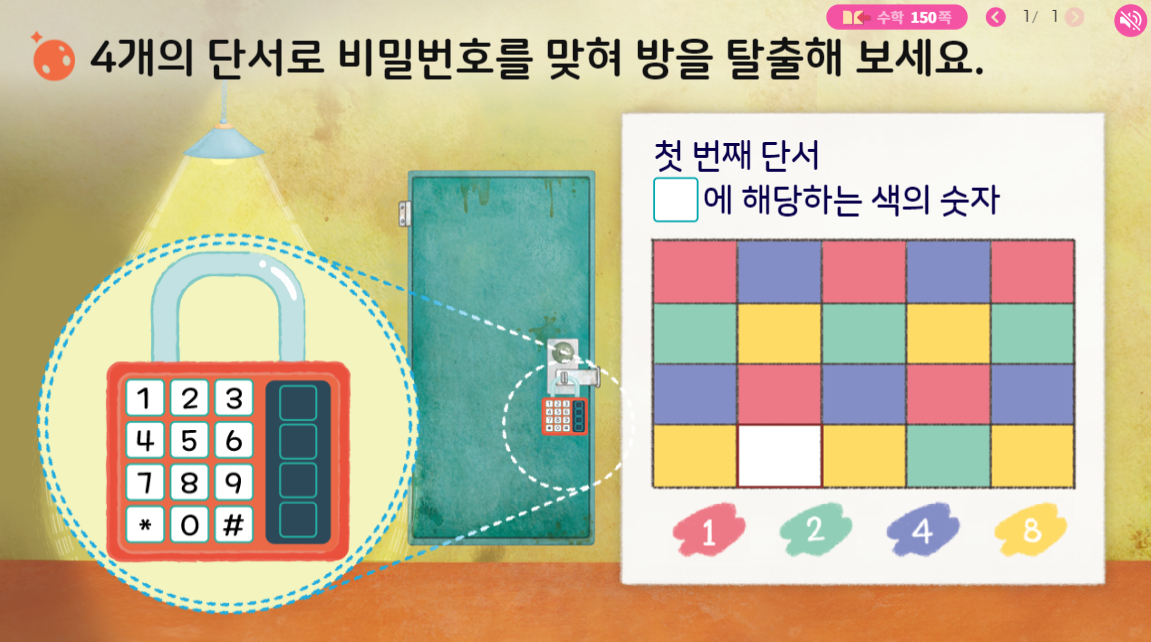 수학 150쪽
1/ 1
4개의 단서로 비밀번호를 맞혀 방을 탈출해 보세요.
첫 번째 단서
에 해당하는 색의 숫자
1 2 3
4 5 6
7 8 9
* 0 #
1 2 4 8